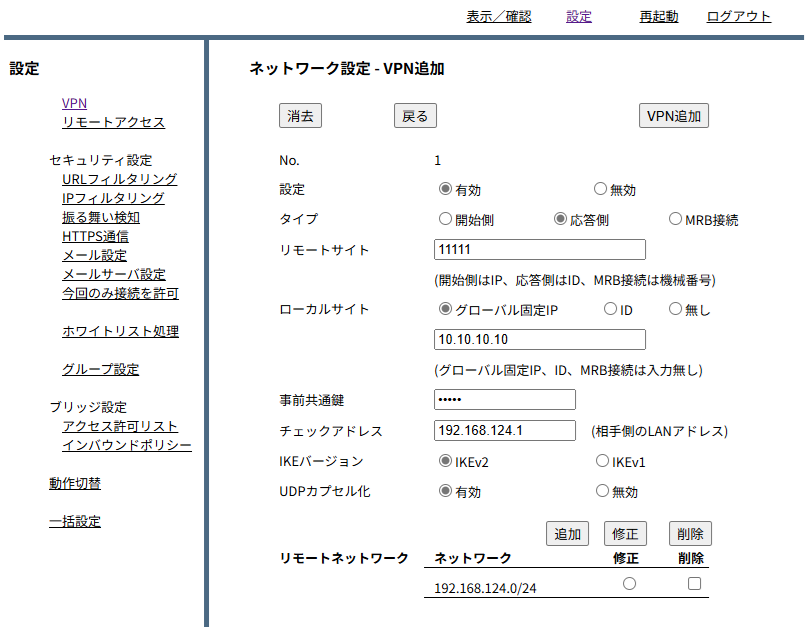 表示／確認 設定 再起動 ログアウト
設定
VPN
リモートアクセス
セキュリティ設定
URLフィルタリング
IPフィルタリング
振る舞い検知
HTTPS通信
メール設定
メールサーバ設定
今回のみ接続を許可
ホワイトリスト処理
グループ設定
ブリッジ設定
アクセス許可リスト
インバウンドポリシー
動作切替
一括設定
ネットワーク設定 - VPN追加
消去 戻る VPN追加
No. 1
設定 有効 無効
タイプ 開始側 応答側 MRB接続
リモートサイト 11111
(開始側はIP、応答側はID、MRB接続は機械番号)
ローカルサイト グローバル固定IP ID 無し
10.10.10.10
(グローバル固定IP、ID、MRB接続は入力無し)
事前共通鍵 •••••
チェックアドレス 192.168.124.1 (相手側のLANアドレス)
IKEバージョン IKEv2 IKEv1
UDPカプセル化 有効 無効
追加 修正 削除
リモートネットワーク ネットワーク 修正 削除
192.168.124.0/24